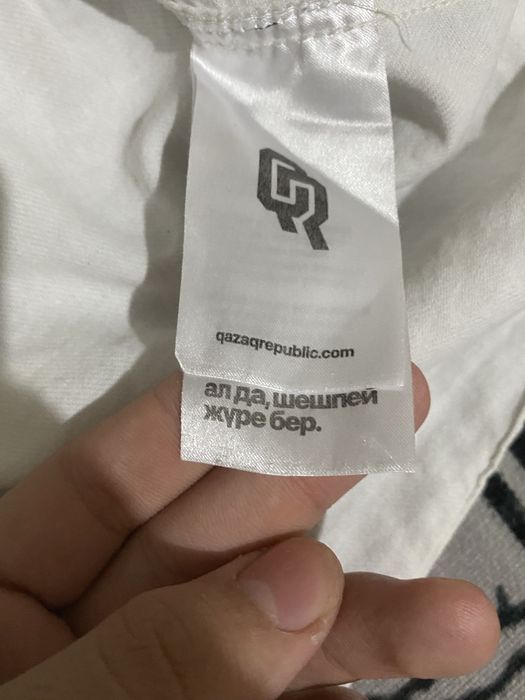 QR
qazaqrepublic.com
ал да, шешпей
жүре бер.